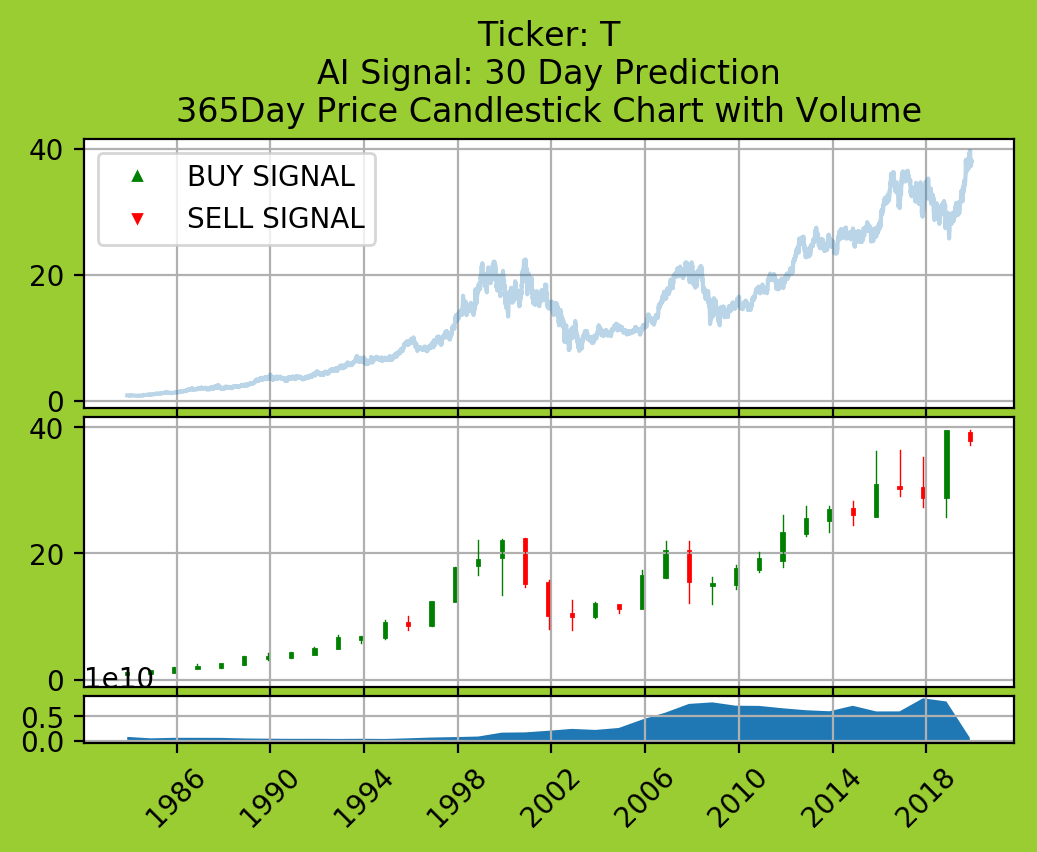 Ticker: T
AI Signal: 30 Day Prediction
365Day Price Candlestick Chart with Volume
40
BUY SIGNAL
SELL SIGNAL
20
0
40
20
0
1e10
0.5
0.0
1986
1990
1994
1998
2002
2006
2010
2014
2018